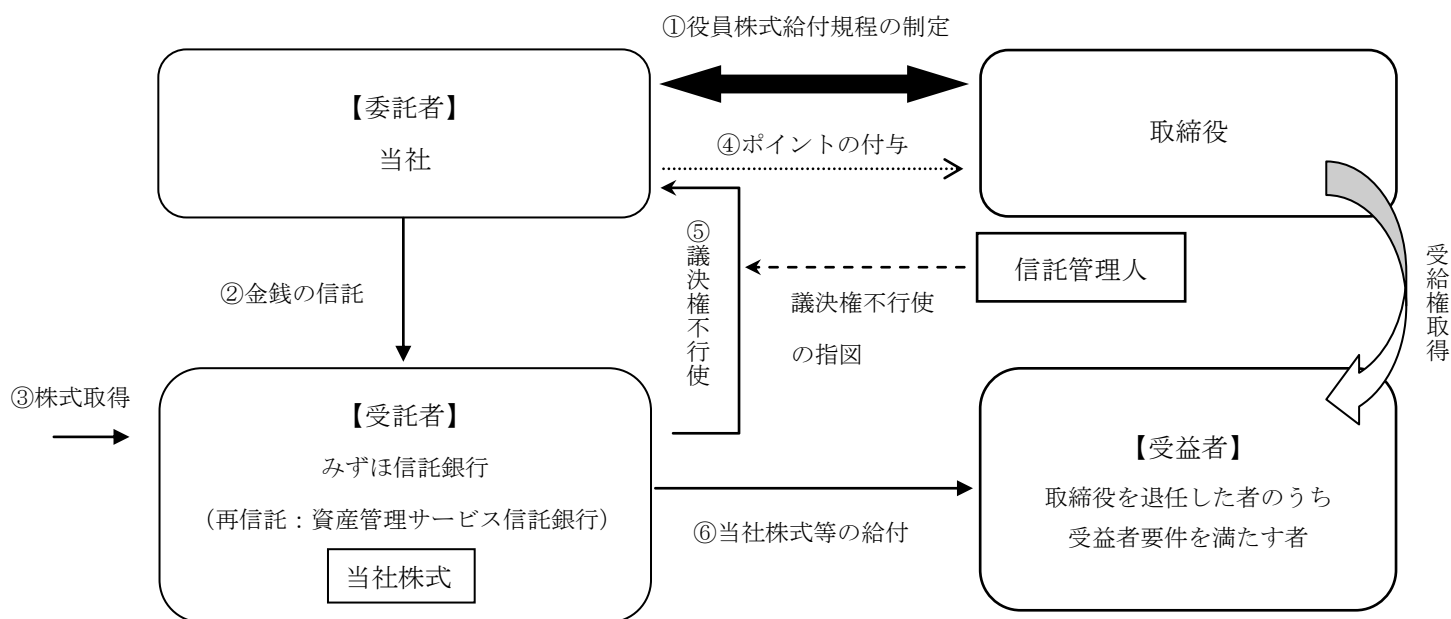 ①役員株式給付規程の制定
【委託者】
当社
取締役
④ポイントの付与
⑤議決権不行使
信託管理人
議決権不行使
の指図
受給権取得
②金銭の信託
③株式取得
【受託者】
みずほ信託銀行
（再信託：資産管理サービス信託銀行）
当社株式
⑥当社株式等の給付
【受益者】
取締役を退任した者のうち
受益者要件を満たす者